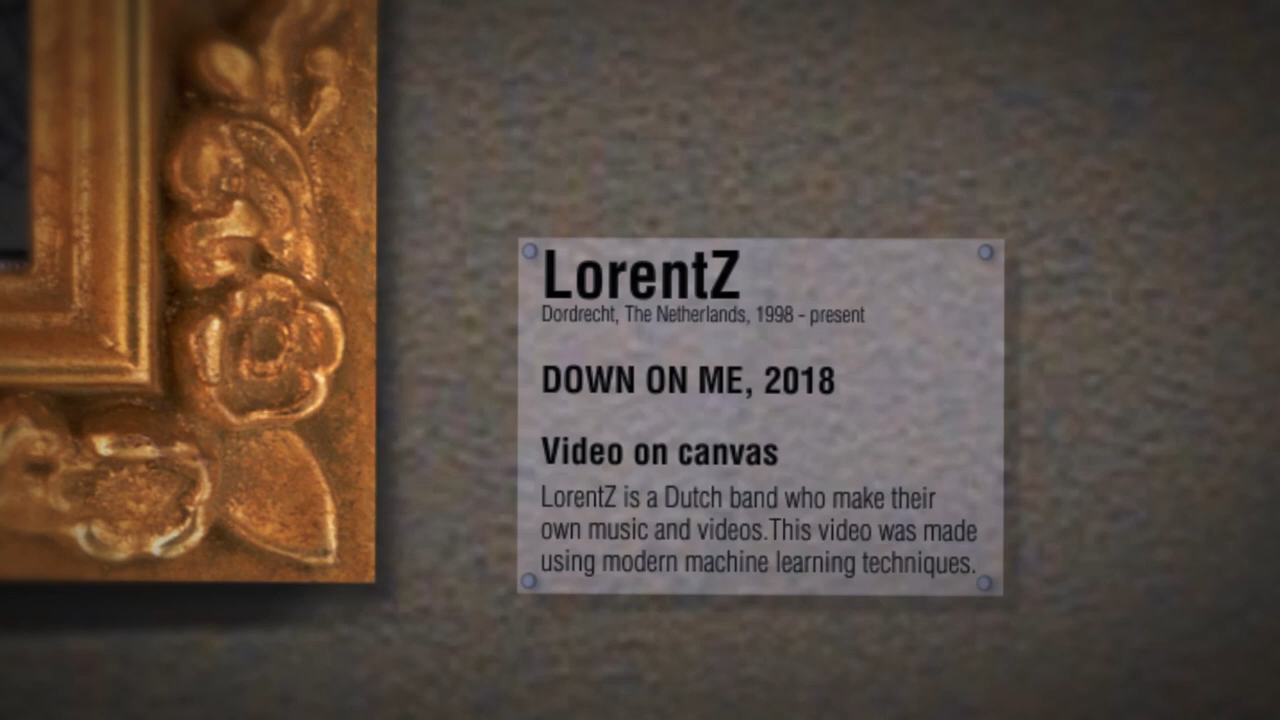 LorentZ
Dordrecht, The Netherlands, 1998 - present
DOWN ON ME, 2018
Video on canvas
LorentZ is a Dutch band who make their
own music and videos.This video was made
using modern machine learning techniques.